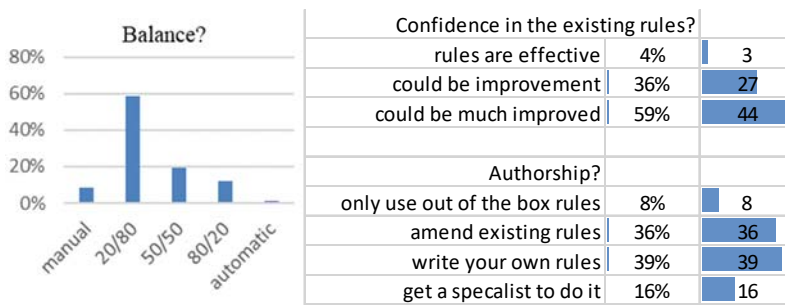 Balance?
80%
60%
40%
20%
0%
manual
20/80
50/50
80/20
automatic
Confidence in the existing rules?
rules are effective 4% 3
could be improvement 36% 27
could be much improved 59% 44
Authorship?
only use out of the box rules 8% 8
amend existing rules 36% 36
write your own rules 39% 39
get a specalist to do it 16% 16